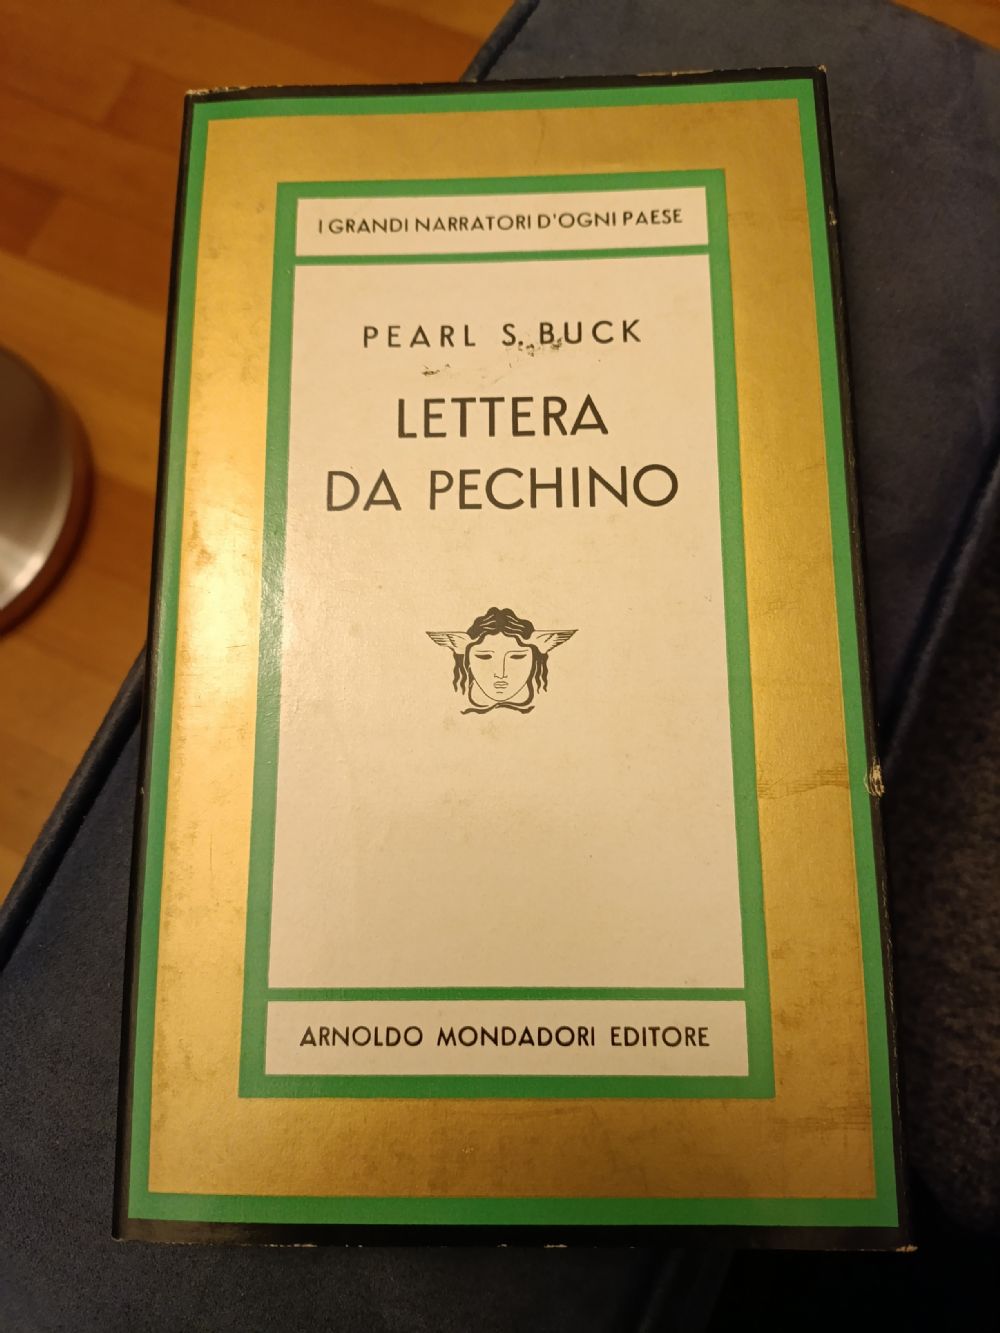 I GRANDI NARRATORI D'OGNI PAESE
PEARL S. BUCK
LETTERA
DA PECHINO
ARNOLDO MONDADORI EDITORE